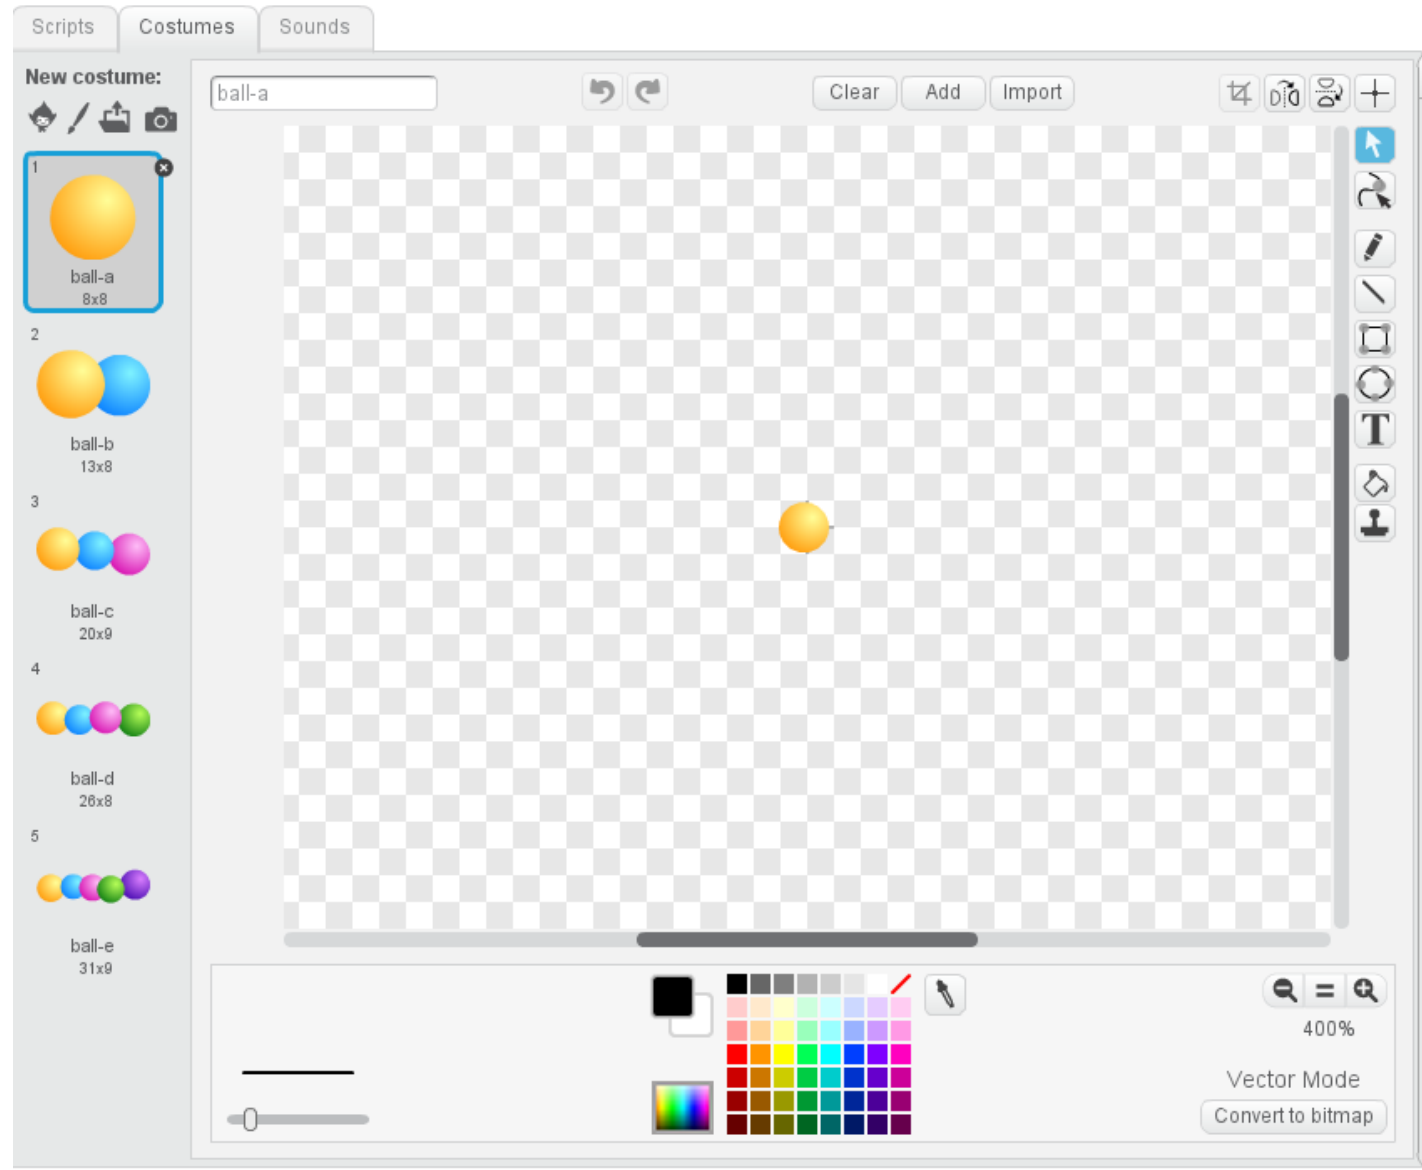 Scripts Costumes Sounds
New costume:
ball-a
Clear Add Import
1
ball-a
8x8
2
ball-b
13x8
3
ball-c
20x9
4
ball-d
26x8
5
ball-e
31x9
T
400%
Vector Mode
Convert to bitmap